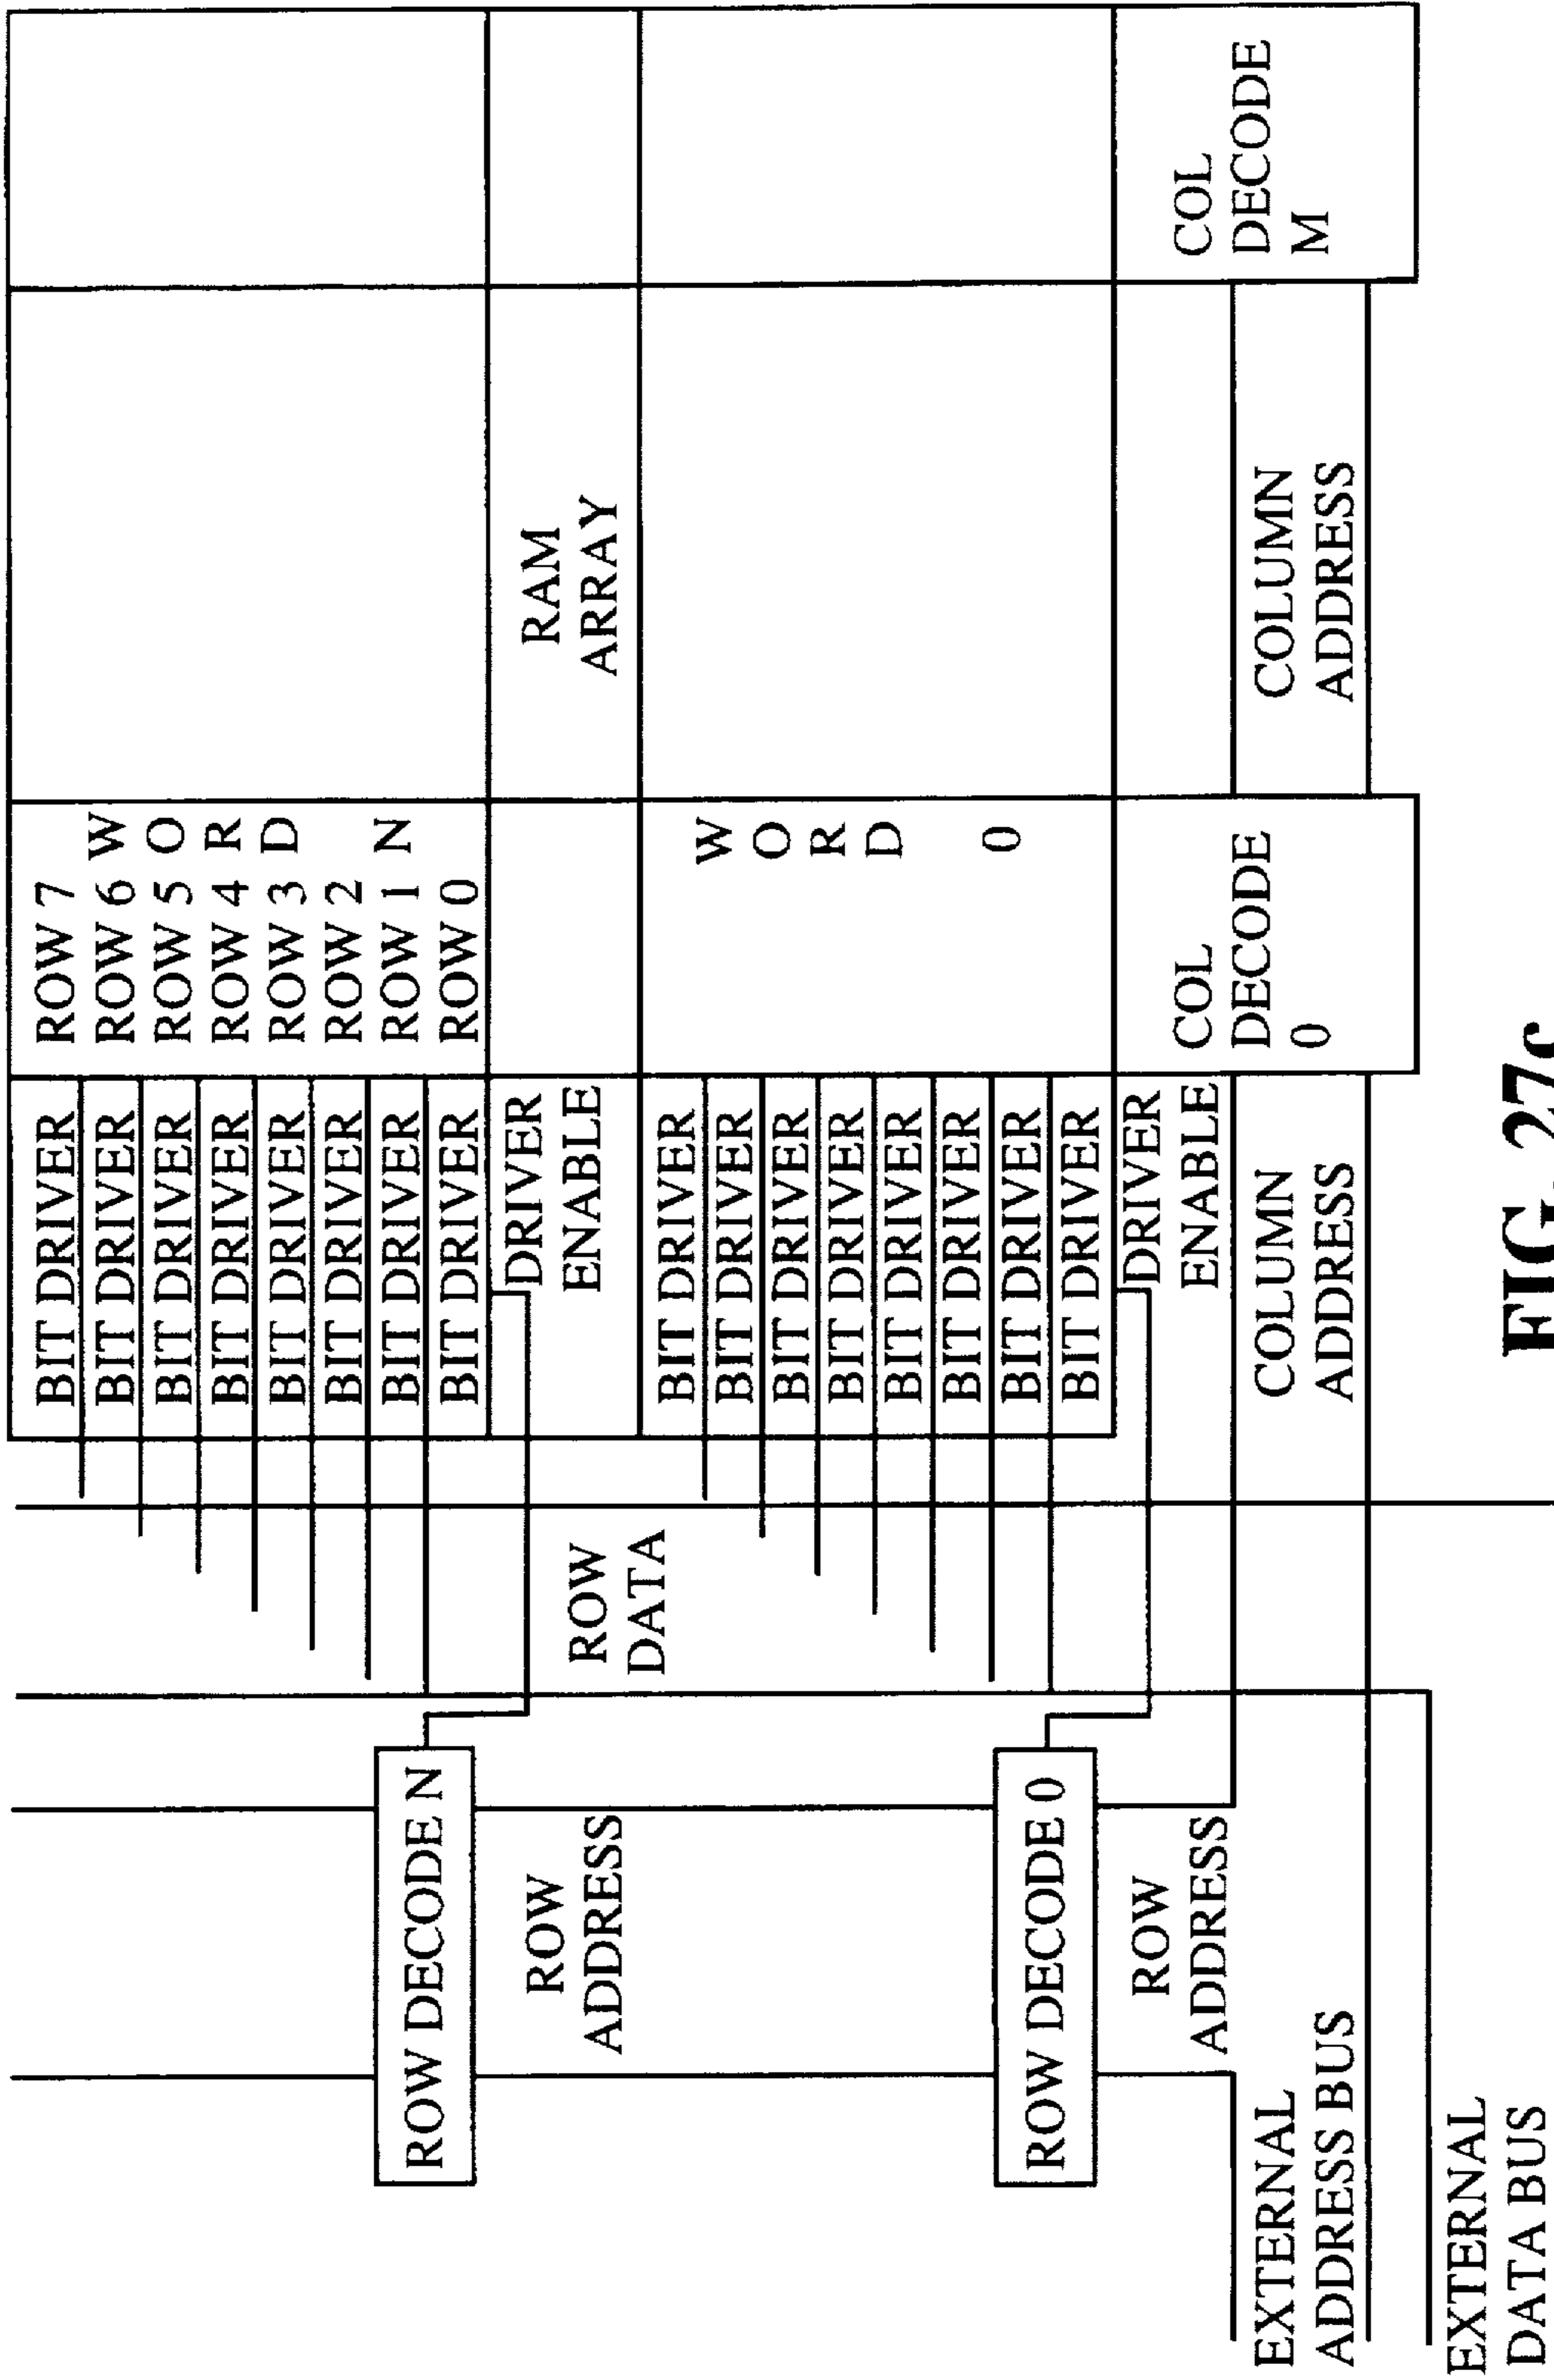 BIT DRIVER ROW 7
BIT DRIVER ROW 6 W
BIT DRIVER ROW 5 O
BIT DRIVER ROW 4 R
BIT DRIVER ROW 3 D
BIT DRIVER ROW 2
BIT DRIVER ROW 1 N
BIT DRIVER ROW 0
ROW DECODE N
DRIVER
ENABLE
RAM
ARRAY
ROW
ADDRESS
ROW
DATA
BIT DRIVER
BIT DRIVER W
BIT DRIVER O
BIT DRIVER R
BIT DRIVER D
BIT DRIVER
BIT DRIVER 0
BIT DRIVER
ROW DECODE 0
DRIVER
ENABLE
ROW
ADDRESS
COL
DECODE
0
COL
DECODE
M
EXTERNAL
ADDRESS BUS
COLUMN
ADDRESS
COLUMN
ADDRESS
EXTERNAL
DATA BUS
FIG. 27c